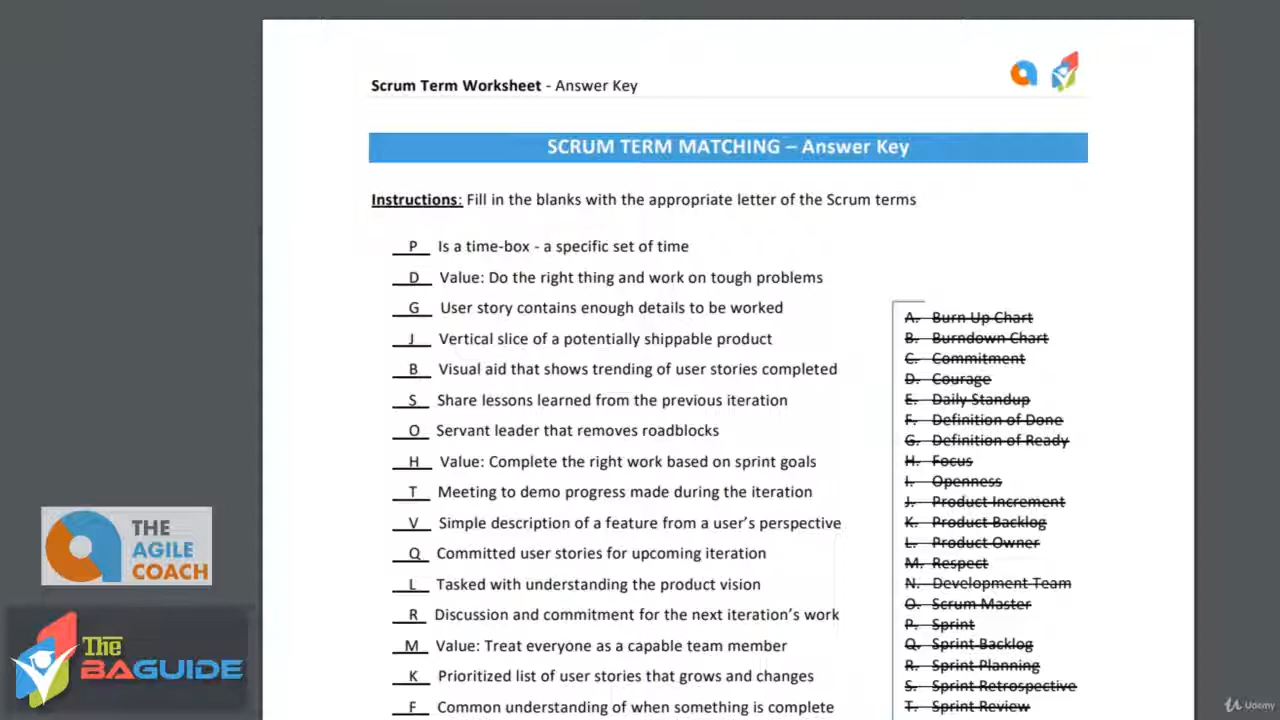 Scrum Term Worksheet - Answer Key
SCRUM TERM MATCHING – Answer Key
Instructions: Fill in the blanks with the appropriate letter of the Scrum terms
P Is a time-box - a specific set of time
D Value: Do the right thing and work on tough problems
G User story contains enough details to be worked
J Vertical slice of a potentially shippable product
B Visual aid that shows trending of user stories completed
S Share lessons learned from the previous iteration
O Servant leader that removes roadblocks
H Value: Complete the right work based on sprint goals
T Meeting to demo progress made during the iteration
V Simple description of a feature from a user's perspective
Q Committed user stories for upcoming iteration
L Tasked with understanding the product vision
R Discussion and commitment for the next iteration's work
M Value: Treat everyone as a capable team member
K Prioritized list of user stories that grows and changes
F Common understanding of when something is complete
A. Burn Up Chart
B. Burndown Chart
C. Commitment
D. Courage
E. Daily Standup
F. Definition of Done
G. Definition of Ready
H. Focus
I. Openness
J. Product Increment
K. Product Backlog
L. Product Owner
M. Respect
N. Development Team
O. Scrum Master
P. Sprint
Q. Sprint Backlog
R. Sprint Planning
S. Sprint Retrospective
T. Sprint Review
THE
AGILE
COACH
The
BAGUIDE
Udemy